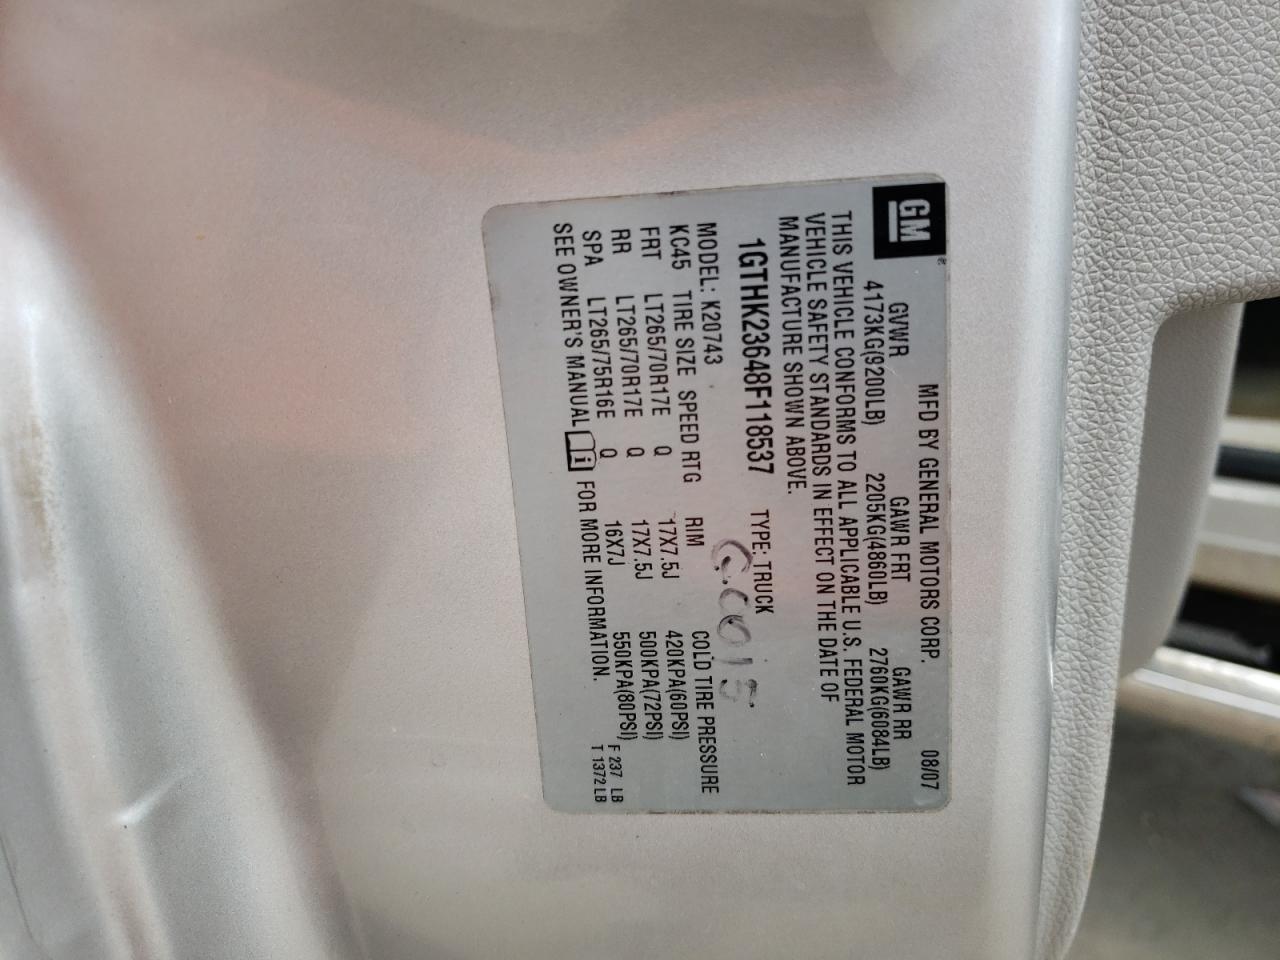 GM
MFD BY GENERAL MOTORS CORP. 08/07
GVWR GAWR FRT GAWR RR
4173KG(9200LB) 2205KG(4860LB) 2760KG(6084LB)
THIS VEHICLE CONFORMS TO ALL APPLICABLE U.S. FEDERAL MOTOR
VEHICLE SAFETY STANDARDS IN EFFECT ON THE DATE OF
MANUFACTURE SHOWN ABOVE.
1GTHK23648F118537 TYPE: TRUCK
MODEL: K20743
KC45 TIRE SIZE SPEED RTG RIM COLD TIRE PRESSURE
FRT LT265/70R17E Q 17X7.5J 420KPA(60PSI)
RR LT265/70R17E Q 17X7.5J 500KPA(72PSI)
SPA LT265/75R16E Q 16X7J 550KPA(80PSI)
SEE OWNER'S MANUAL i FOR MORE INFORMATION.
F 237 LB
T 1372 LB